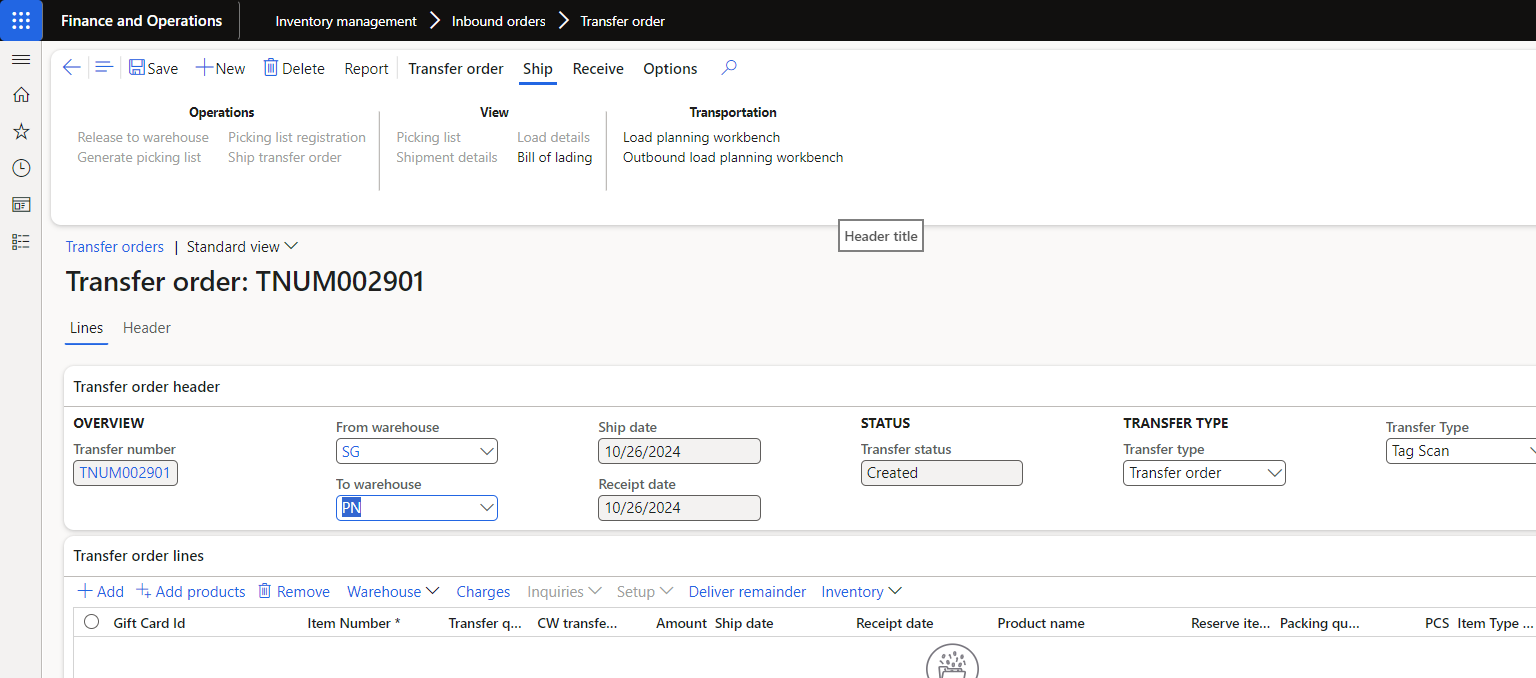 Finance and Operations
Inventory management Inbound orders Transfer order
Save New Delete Report Transfer order Ship Receive Options
Operations View Transportation
Release to warehouse Picking list registration Picking list Load details Load planning workbench
Generate picking list Ship transfer order Shipment details Bill of lading Outbound load planning workbench
Header title
Transfer orders | Standard view
Transfer order: TNUM002901
Lines Header
Transfer order header
OVERVIEW From warehouse Ship date STATUS TRANSFER TYPE Transfer Type
Transfer number SG 10/26/2024 Transfer status Transfer type Tag Scan
TNUM002901 To warehouse Receipt date Created Transfer order
PN 10/26/2024
Transfer order lines
Add Add products Remove Warehouse Charges Inquiries Setup Deliver remainder Inventory
Gift Card Id Item Number * Transfer q... CW transfe... Amount Ship date Receipt date Product name Reserve ite... Packing qu... PCS Item Type ...